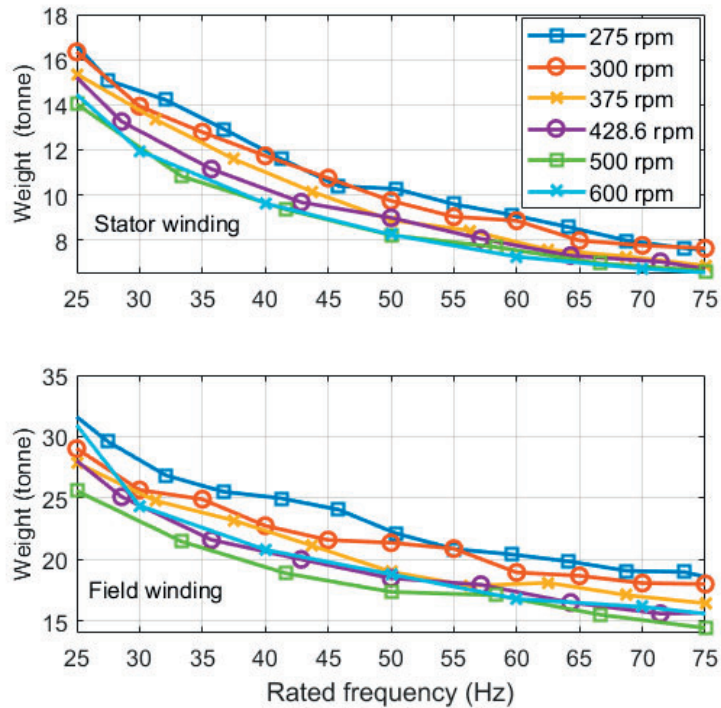 18
16
14
12
10
8
Weight (tonne)
Stator winding
275 rpm
300 rpm
375 rpm
428.6 rpm
500 rpm
600 rpm
25 30 35 40 45 50 55 60 65 70 75
35
30
25
20
15
Weight (tonne)
Field winding
25 30 35 40 45 50 55 60 65 70 75
Rated frequency (Hz)